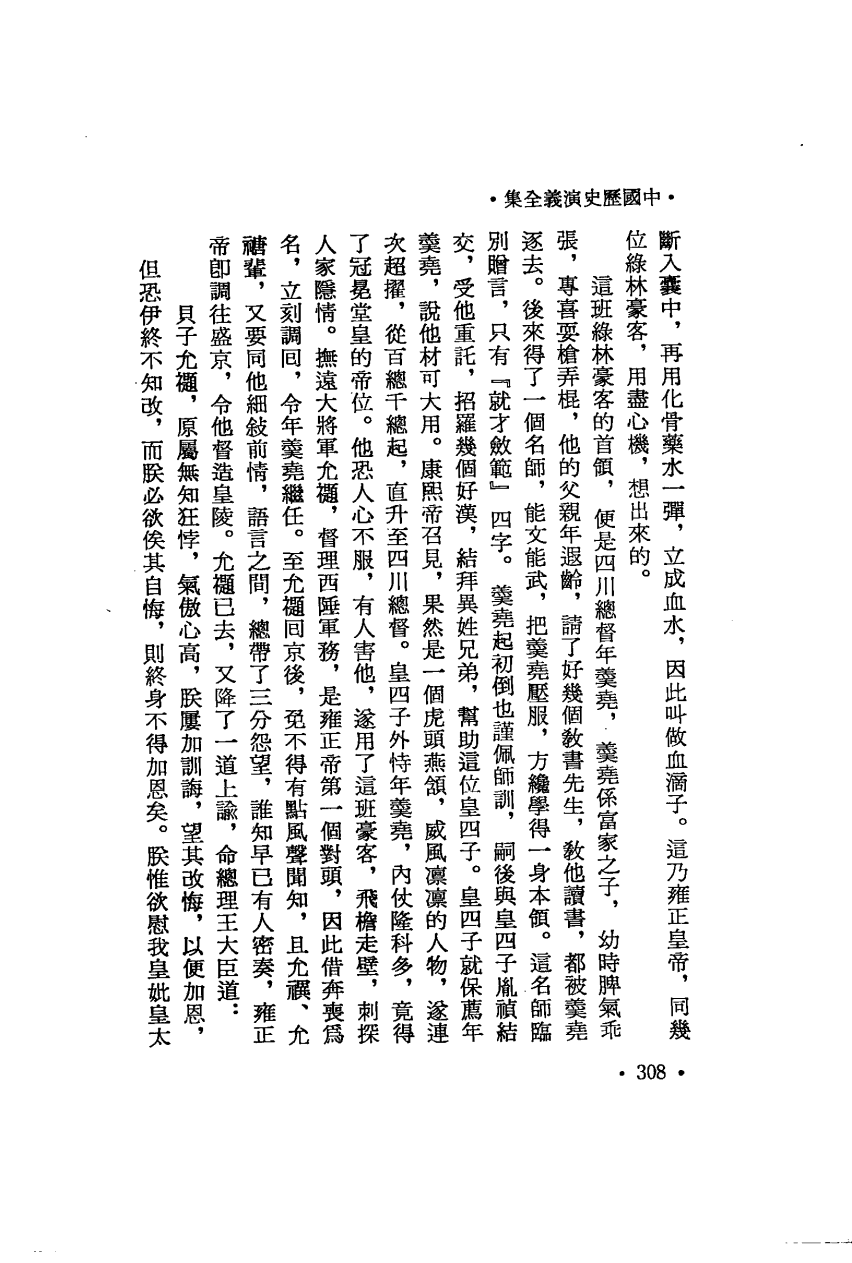 ·中國歷史演義全集·
斷入囊中，再用化骨藥水一彈，立成血水，因此叫做血滴子。這乃雍正皇帝，同幾
位綠林豪客，用盡心機，想出來的。
這班綠林豪客的首領，便是四川總督年羹堯，羹堯係富家之子，幼時脾氣乖
張，專喜耍槍弄棍，他的父親年遐齡，請了好幾個教書先生，教他讀書，都被羹堯
逐去。後來得了一個名師，能文能武，把羹堯壓服，方纔學得一身本領。這名師臨
別贈言，只有『就才斂範』四字。羹堯起初倒也謹佩師訓，嗣後與皇四子胤禎結
交，受他重託，招羅幾個好漢，結拜異姓兄弟，幫助這位皇四子。皇四子就保薦年
羹堯，說他材可大用。康熙帝召見，果然是一個虎頭燕頷，威風凛凛的人物，遂連
次超擢，從百總千總起，直升至四川總督。皇四子外恃年羹堯，內仗隆科多，竟得
了冠冕堂皇的帝位。他恐人心不服，有人害他，遂用了這班豪客，飛檐走壁，刺探
人家隱情。撫遠大將軍允禵，督理西陲軍務，是雍正帝第一個對頭，因此借奔喪爲
名，立刻調回，令年羹堯繼任。至允禵回京後，免不得有點風聲聞知，且允禩、允
禟輩，又要同他細敍前情，語言之間，總帶了三分怨望，誰知早已有人密奏，雍正
帝卽調往盛京，令他督造皇陵。允禵已去，又降了一道上諭，命總理王大臣道：
貝子允禵，原屬無知狂悖，氣傲心高，朕屢加訓誨，望其改悔，以便加恩，
但恐伊終不知改，而朕必欲俟其自悔，則終身不得加恩矣。朕惟欲慰我皇妣皇太
·308·